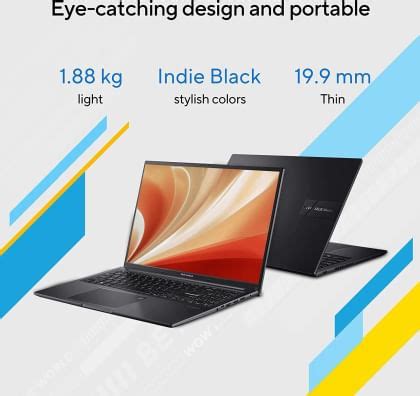 Eye-catching design and portable
1.88 kg
light
Indie Black
stylish colors
19.9 mm
Thin